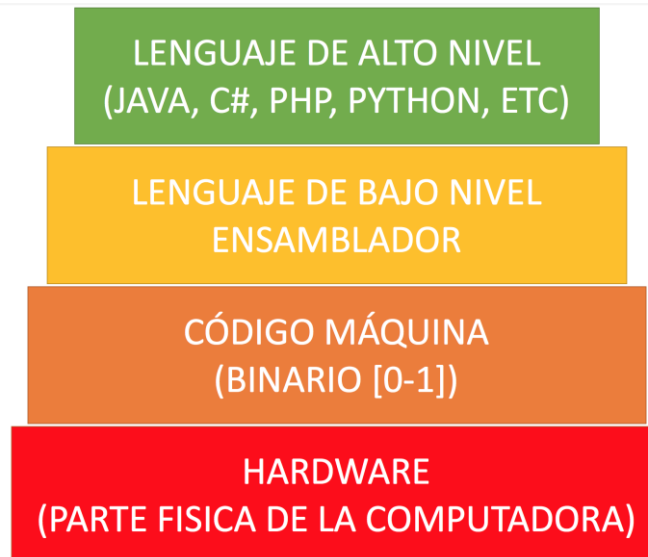 LENGUAJE DE ALTO NIVEL
(JAVA, C#, PHP, PYTHON, ETC)
LENGUAJE DE BAJO NIVEL
ENSAMBLADOR
CÓDIGO MÁQUINA
(BINARIO [0-1])
HARDWARE
(PARTE FISICA DE LA COMPUTADORA)